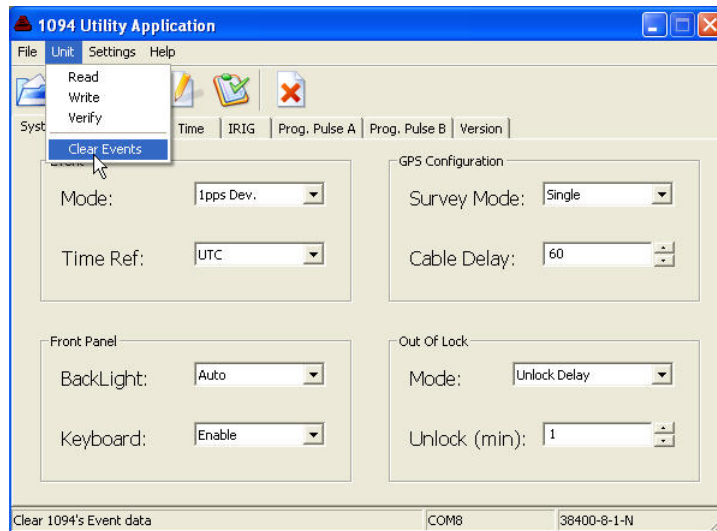 1094 Utility Application
File Unit Settings Help
Read
Write
Verify
Clear Events
Time IRIG Prog. Pulse A Prog. Pulse B Version
GPS Configuration
Mode: 1pps Dev.
Survey Mode: Single
Time Ref: UTC
Cable Delay: 60
Front Panel
Out Of Lock
BackLight: Auto
Mode: Unlock Delay
Keyboard: Enable
Unlock (min): 1
Clear 1094's Event data COM8 38400-8-1-N